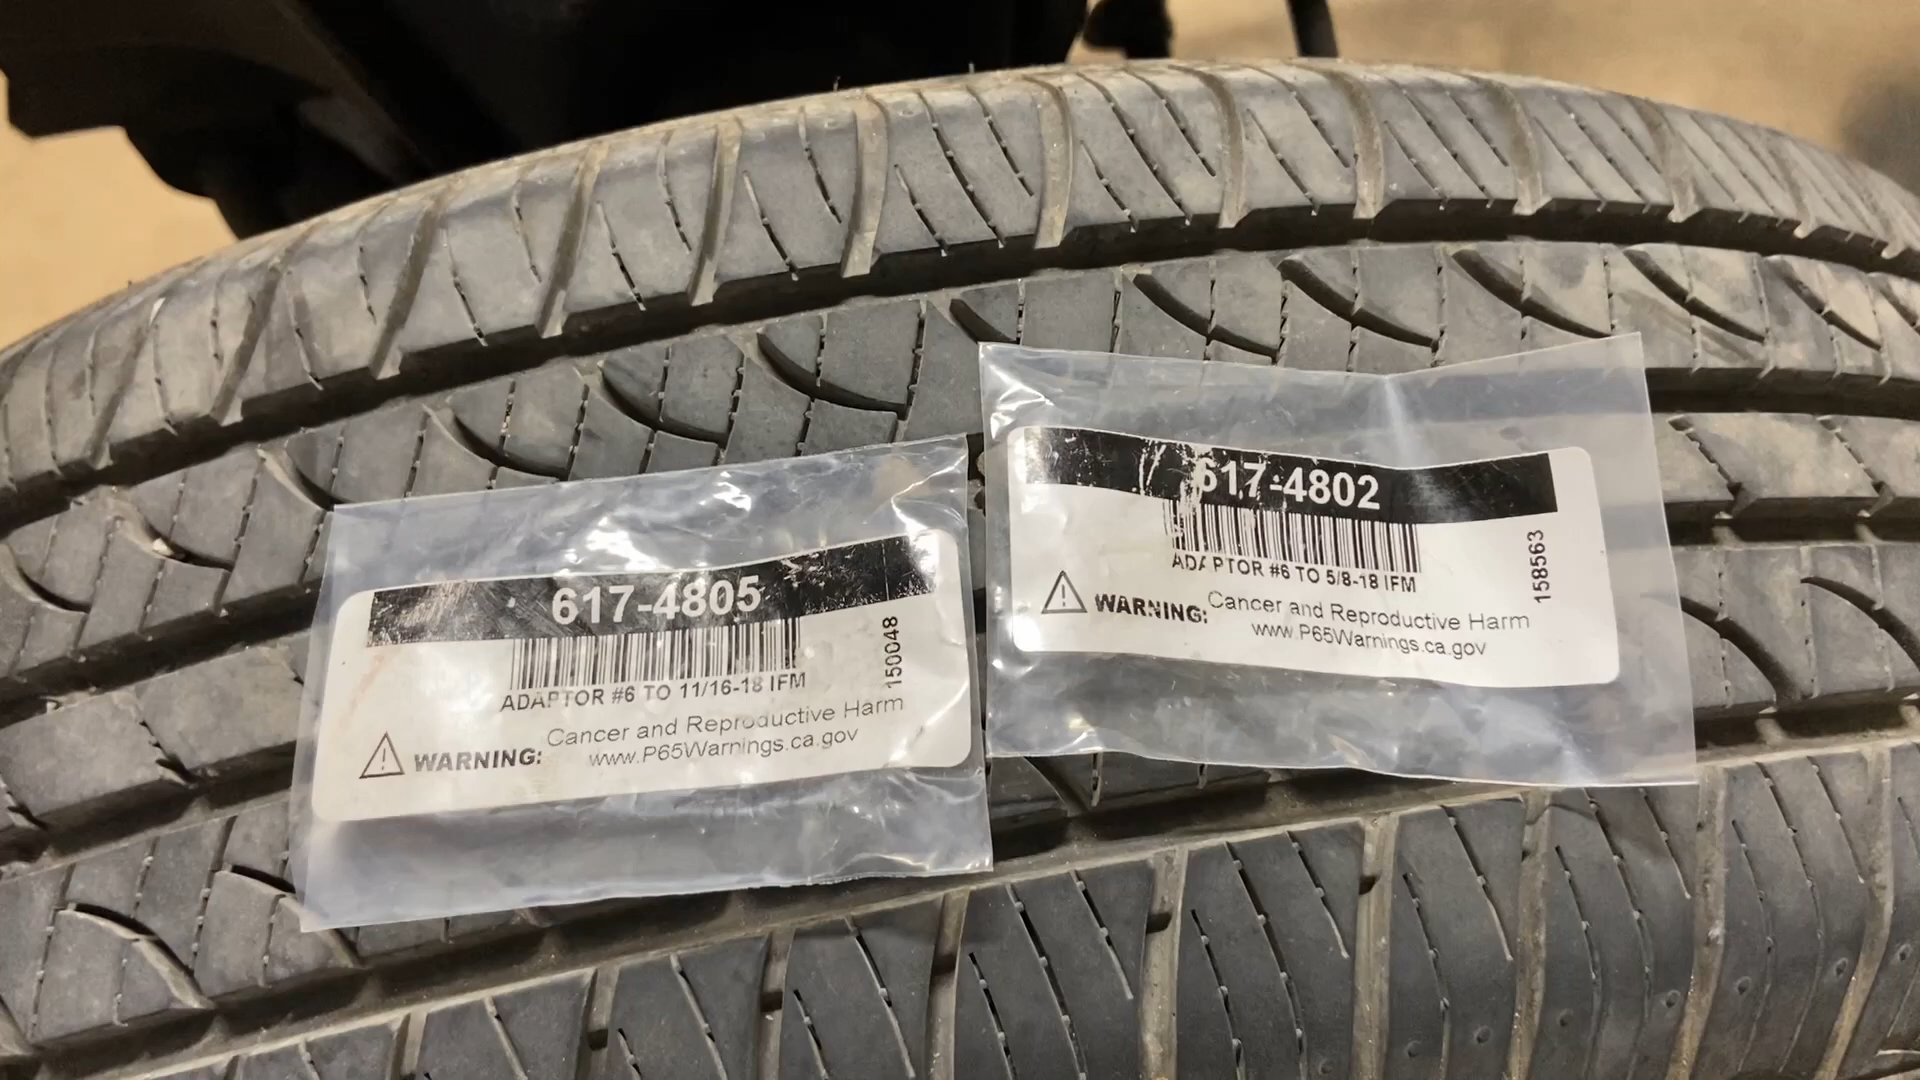 617-4805
ADAPTOR #6 TO 11/16-18 IFM
150048
WARNING: Cancer and Reproductive Harm
www.P65Warnings.ca.gov
617-4802
ADAPTOR #6 TO 5/8-18 IFM
158563
WARNING: Cancer and Reproductive Harm
www.P65Warnings.ca.gov